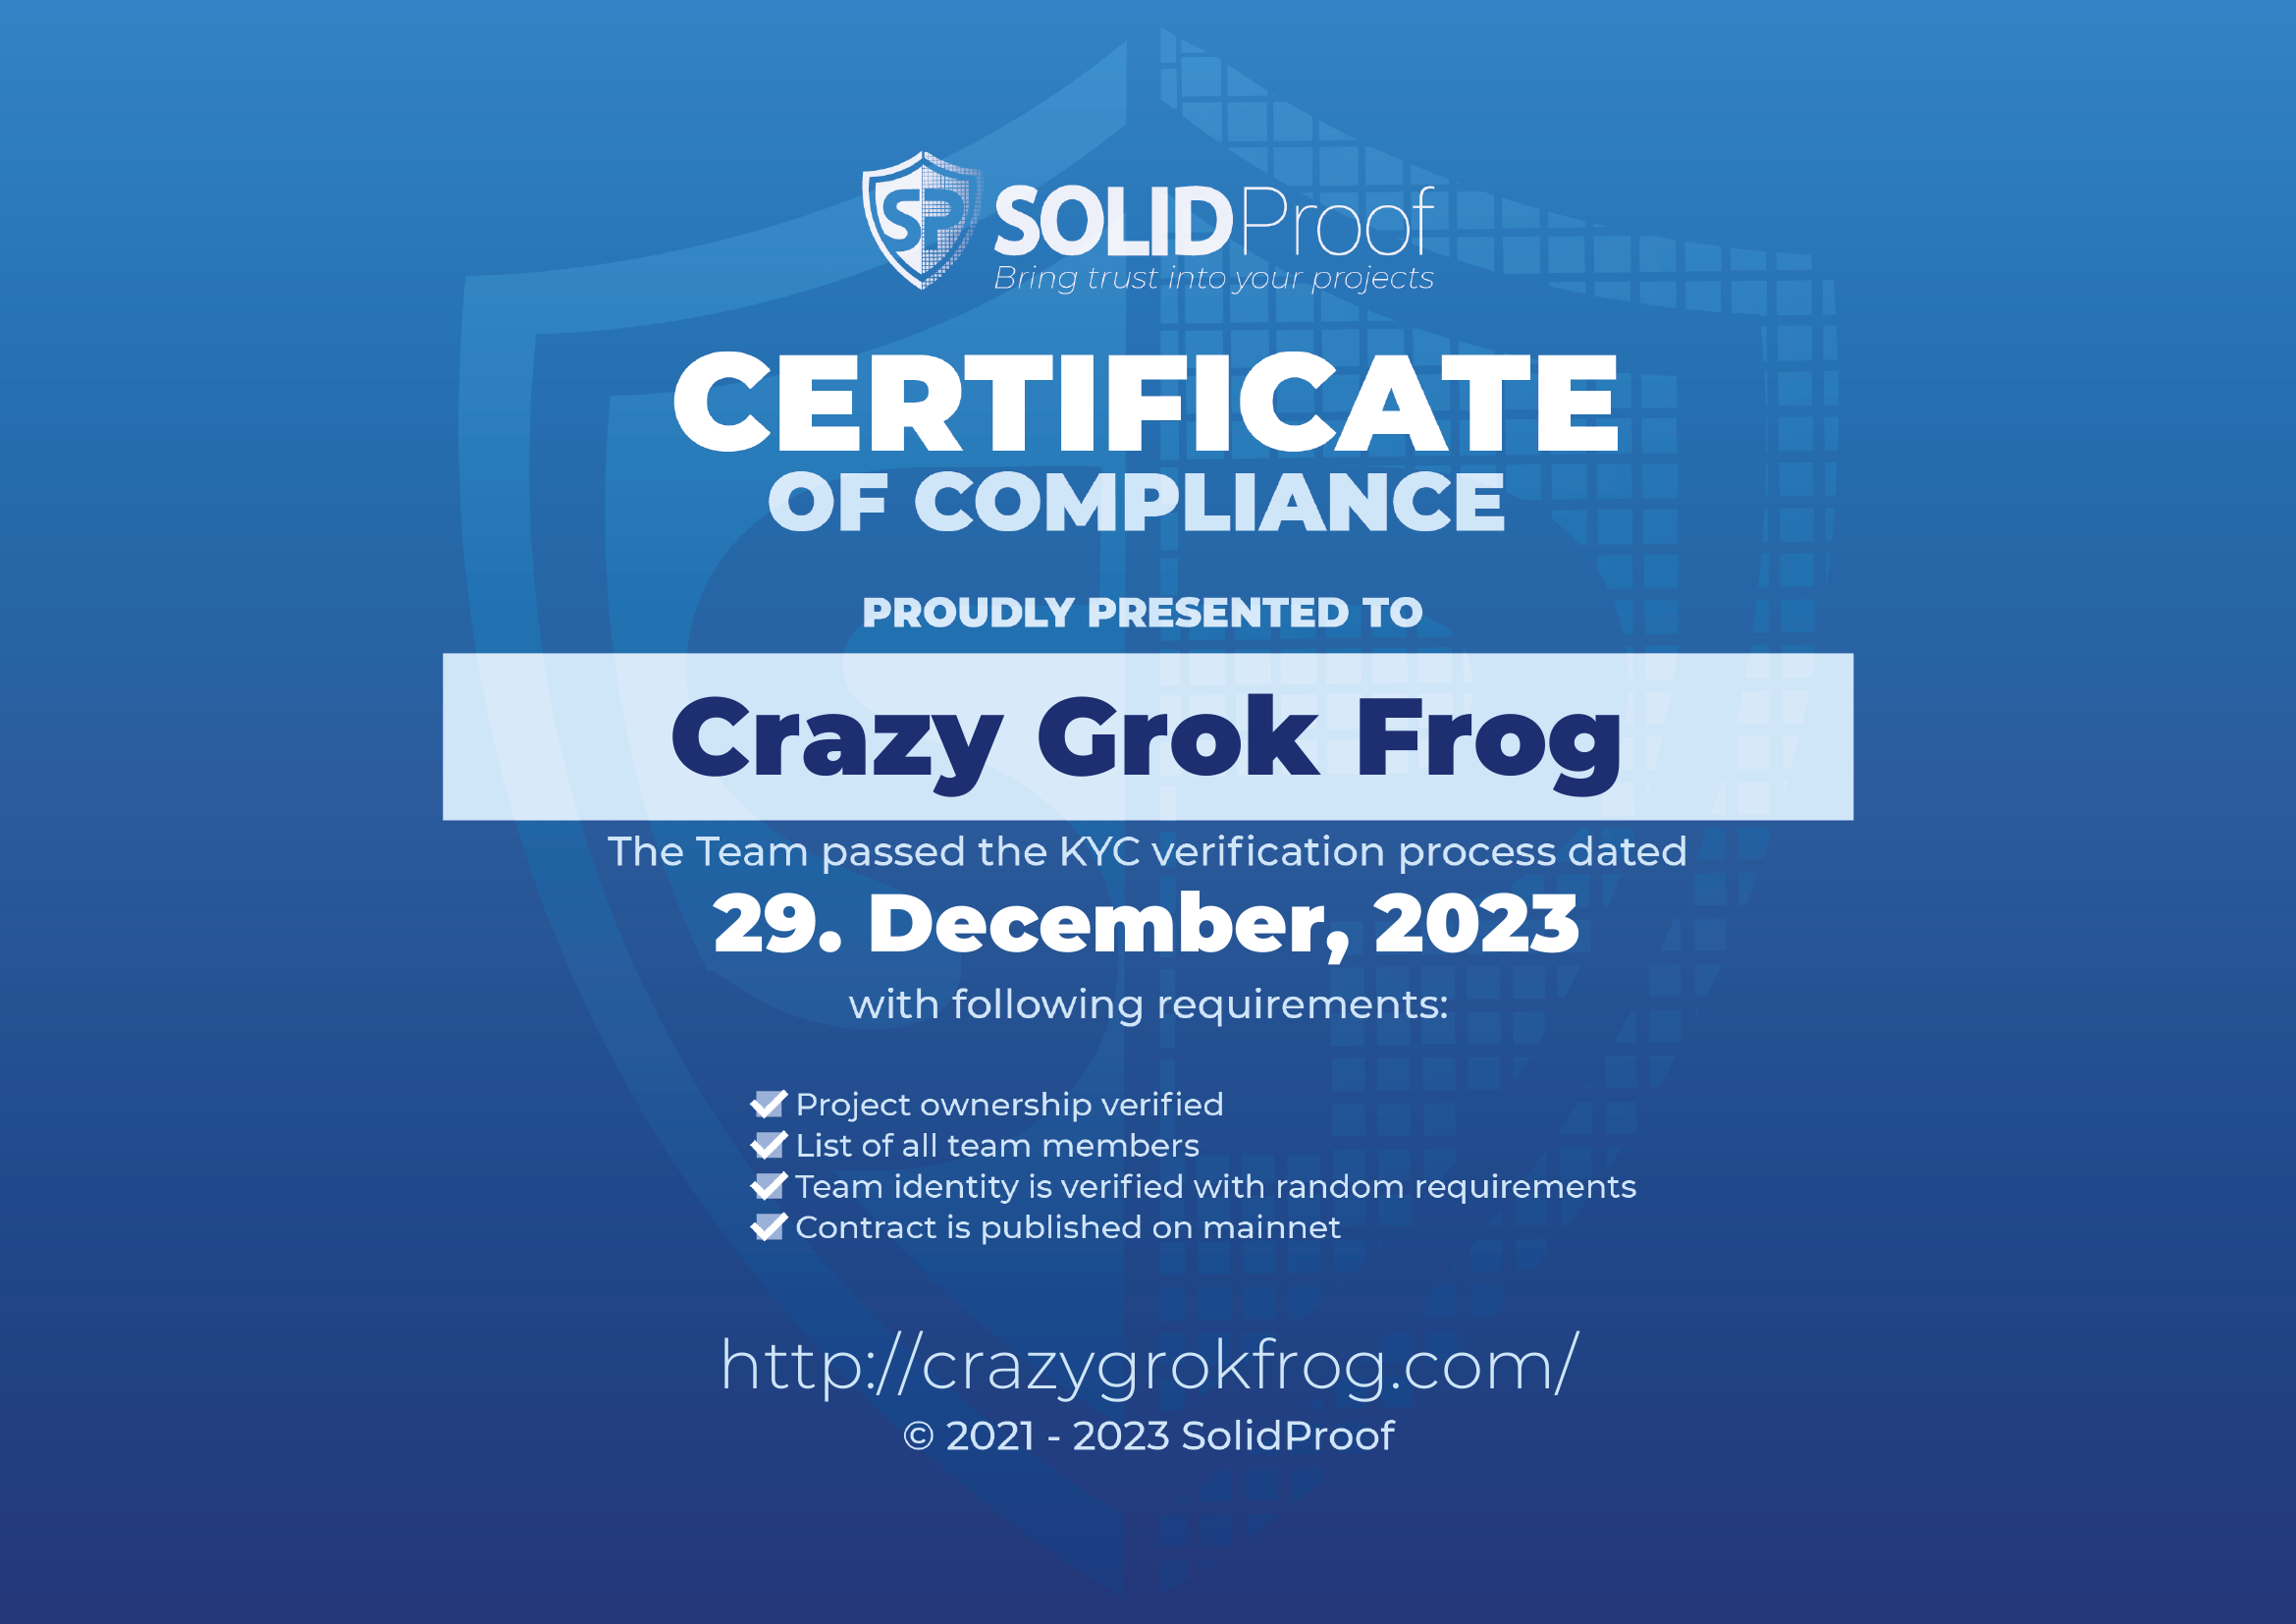 SP SOLIDProof
Bring trust into your projects
CERTIFICATE
OF COMPLIANCE
PROUDLY PRESENTED TO
Crazy Grok Frog
The Team passed the KYC verification process dated
29. December, 2023
with following requirements:
Project ownership verified
List of all team members
Team identity is verified with random requirements
Contract is published on mainnet
http://crazygrokfrog.com/
© 2021 - 2023 SolidProof